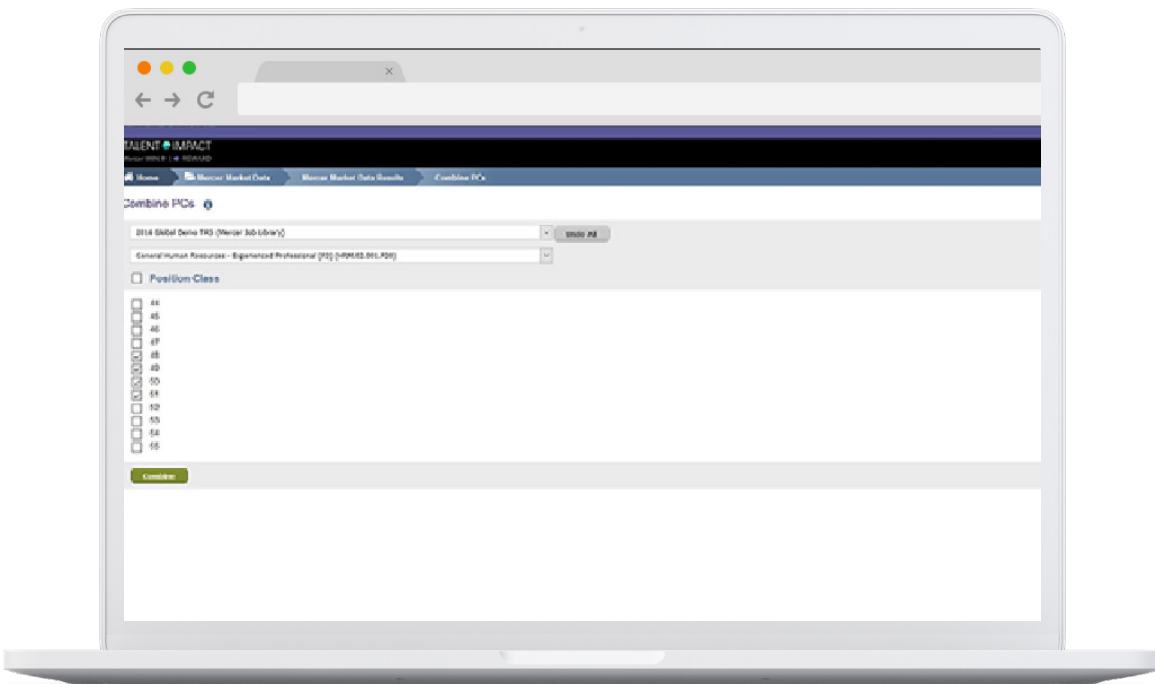 TALENT IMPACT
Home Mercer Market Data Mercer Market Data Results Combine PCs
Combine PCs
2014 Global Demo TRS (Mercer Job Library)
Undo All
General Human Resources - Experienced Professional (P2)
Position Class
44
45
46
47
48
49
50
51
52
53
54
55
Combine